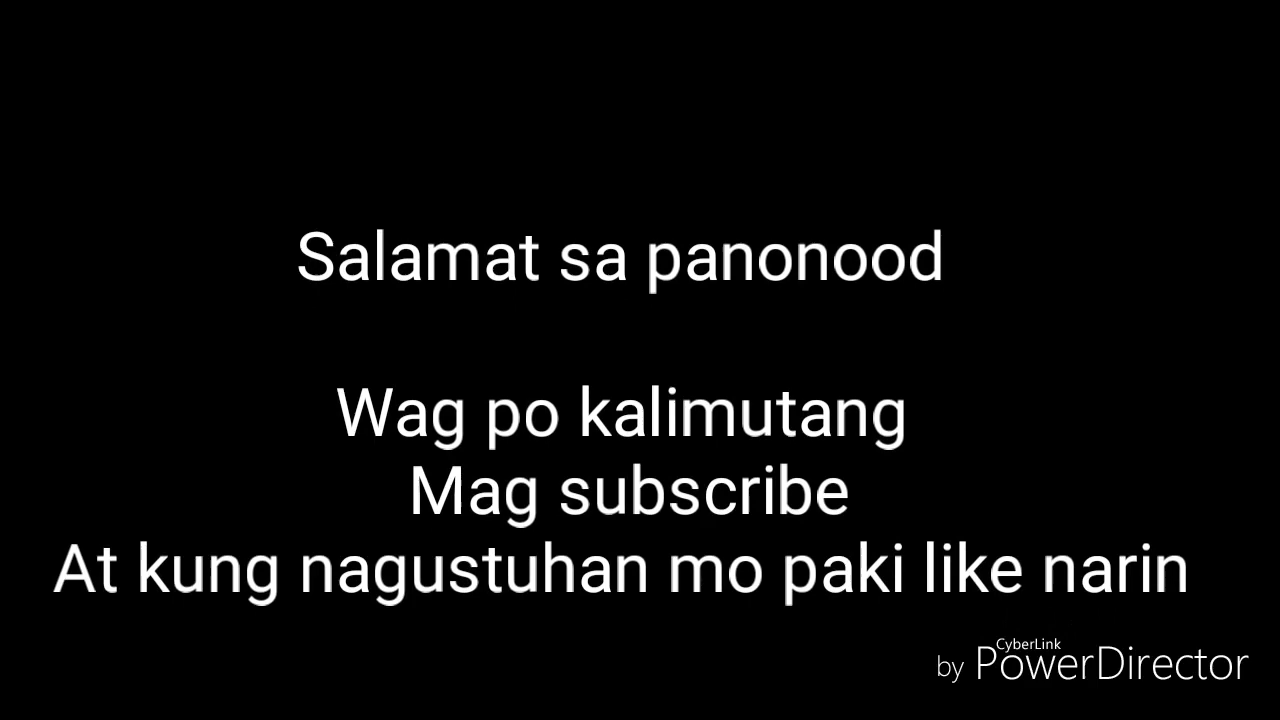 Salamat sa panonood
Wag po kalimutang
Mag subscribe
At kung nagustuhan mo paki like narin
by CyberLink PowerDirector